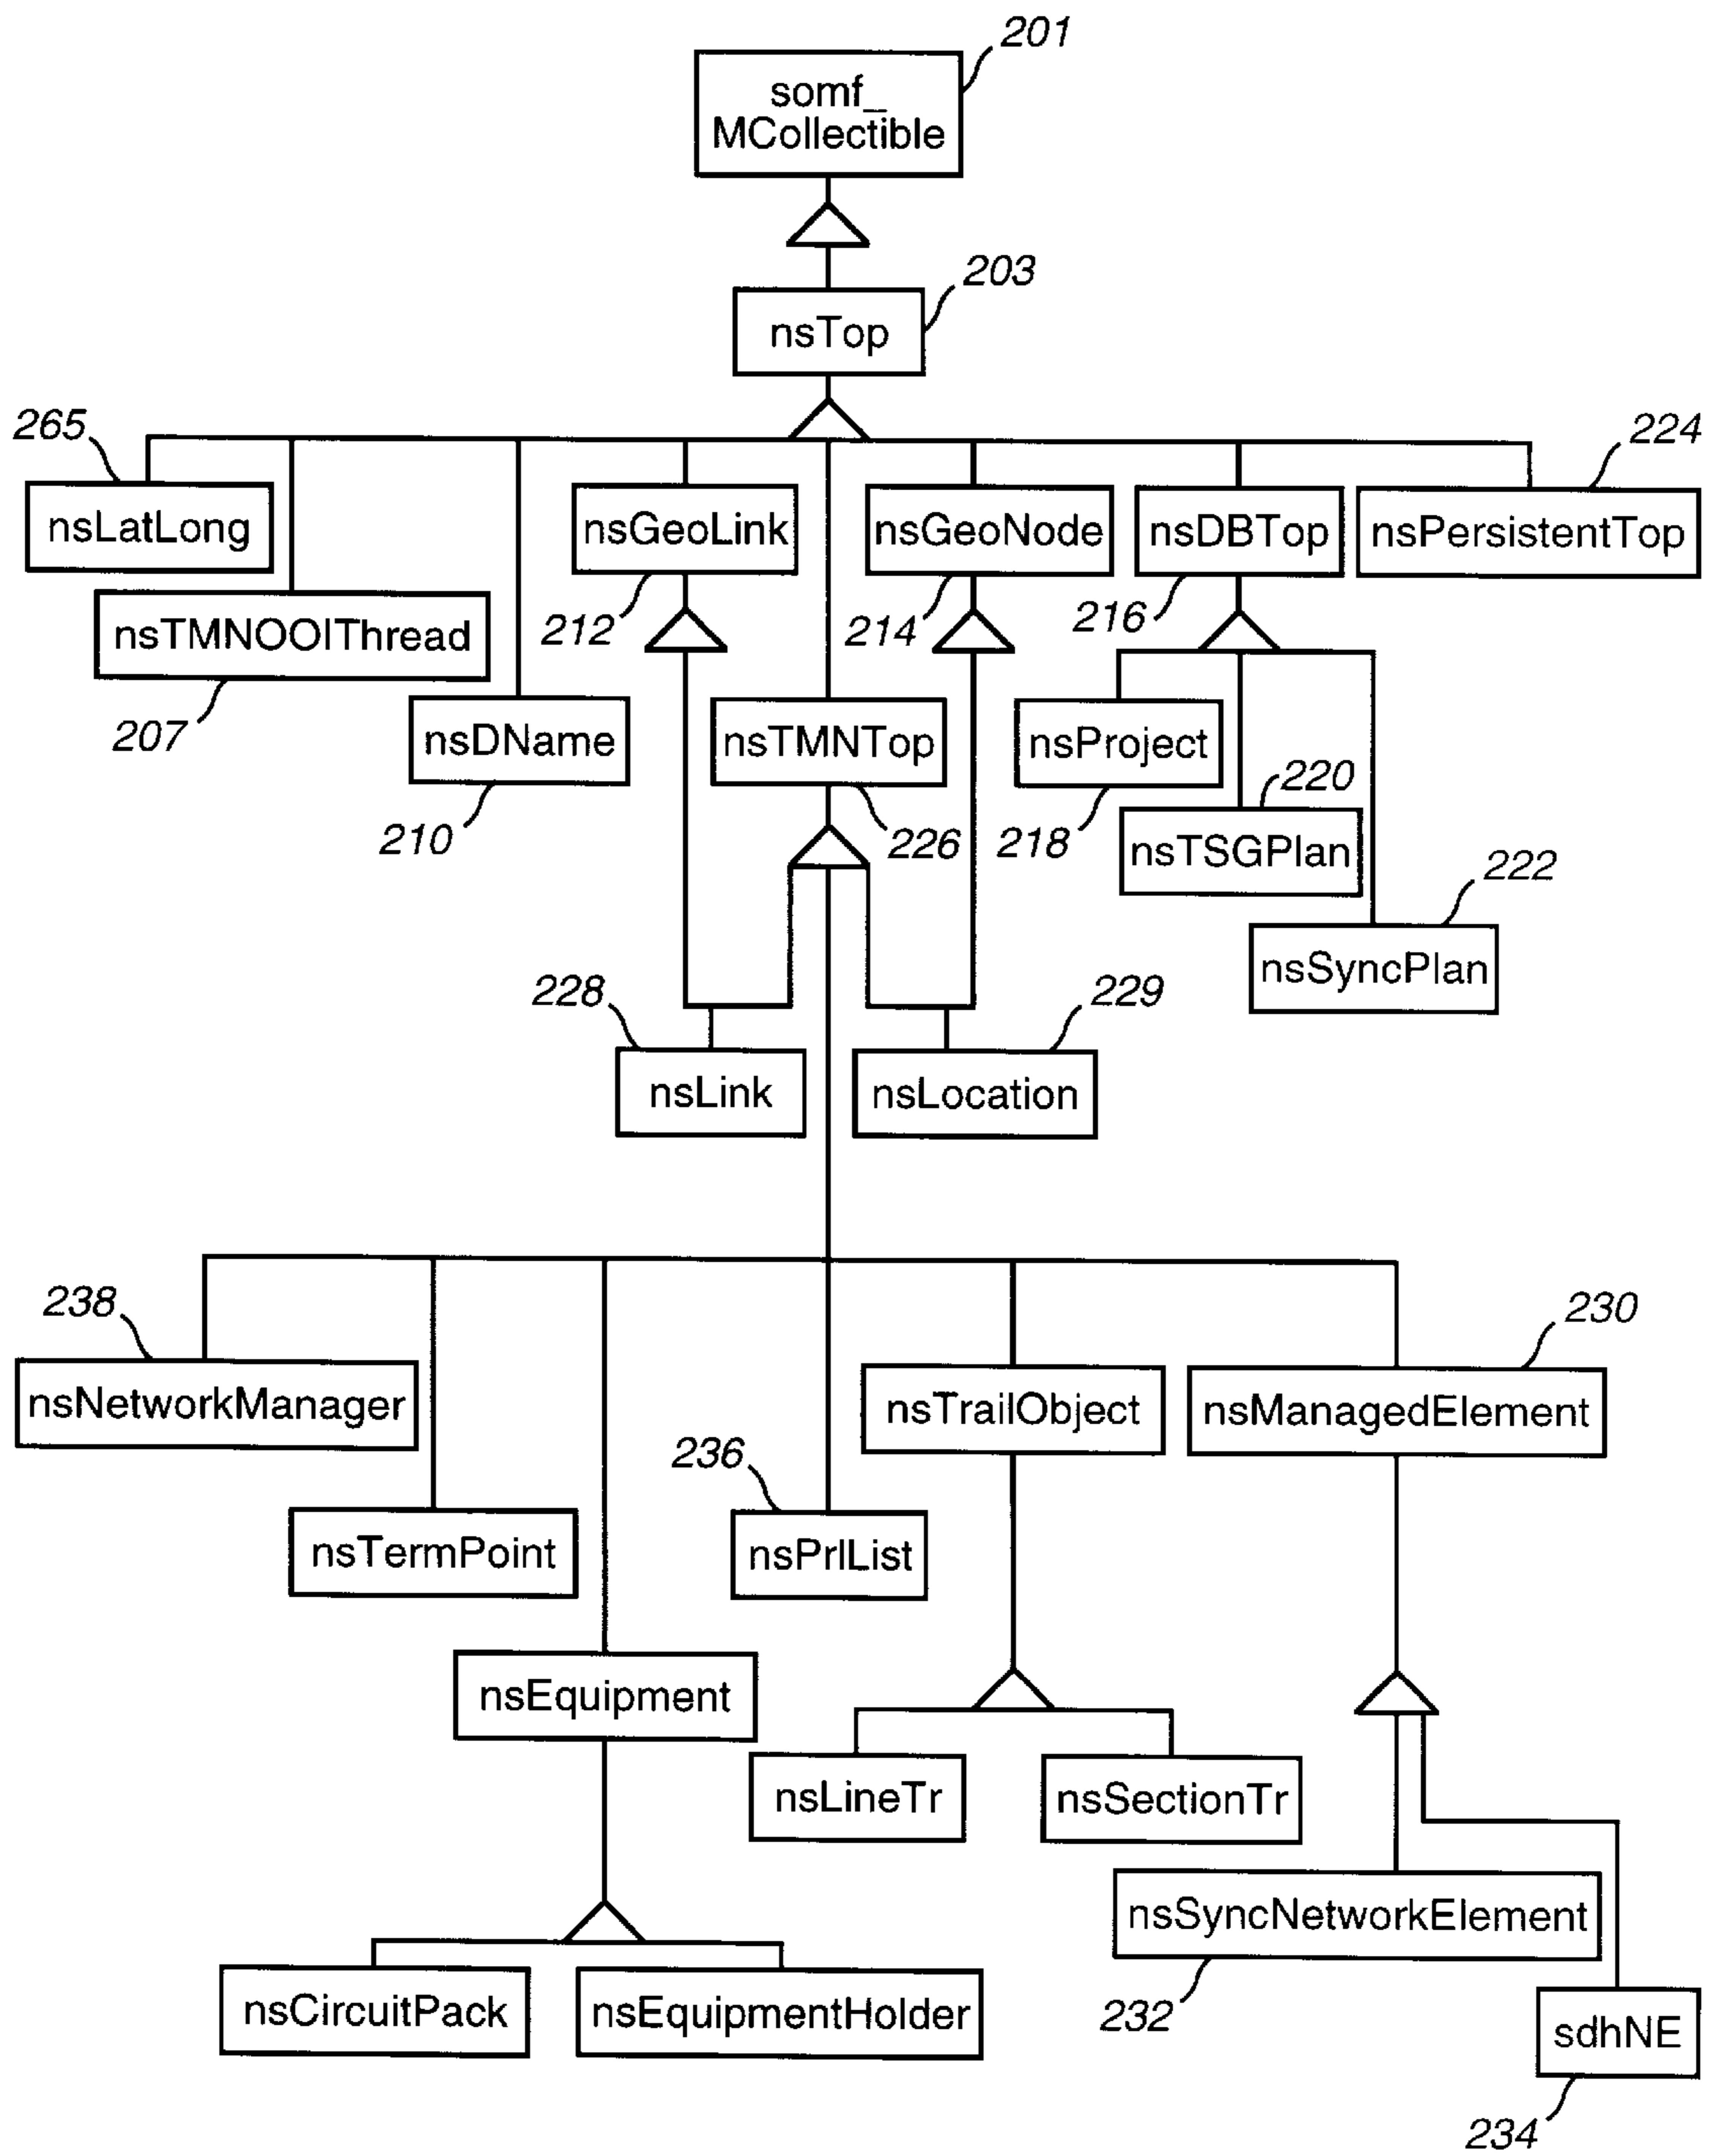 201
somf_
MCollectible
203
nsTop
265
224
nsLatLong
nsGeoLink
nsGeoNode
nsDBTop
nsPersistentTop
nsTMNOOIThread
212
214
216
207
nsDName
nsTMNTop
nsProject
210
226
218
220
nsTSGPlan
222
nsSyncPlan
228
229
nsLink
nsLocation
238
230
nsNetworkManager
nsTrailObject
nsManagedElement
236
nsTermPoint
nsPrlList
nsEquipment
nsLineTr
nsSectionTr
nsSyncNetworkElement
nsCircuitPack
nsEquipmentHolder
232
sdhNE
234